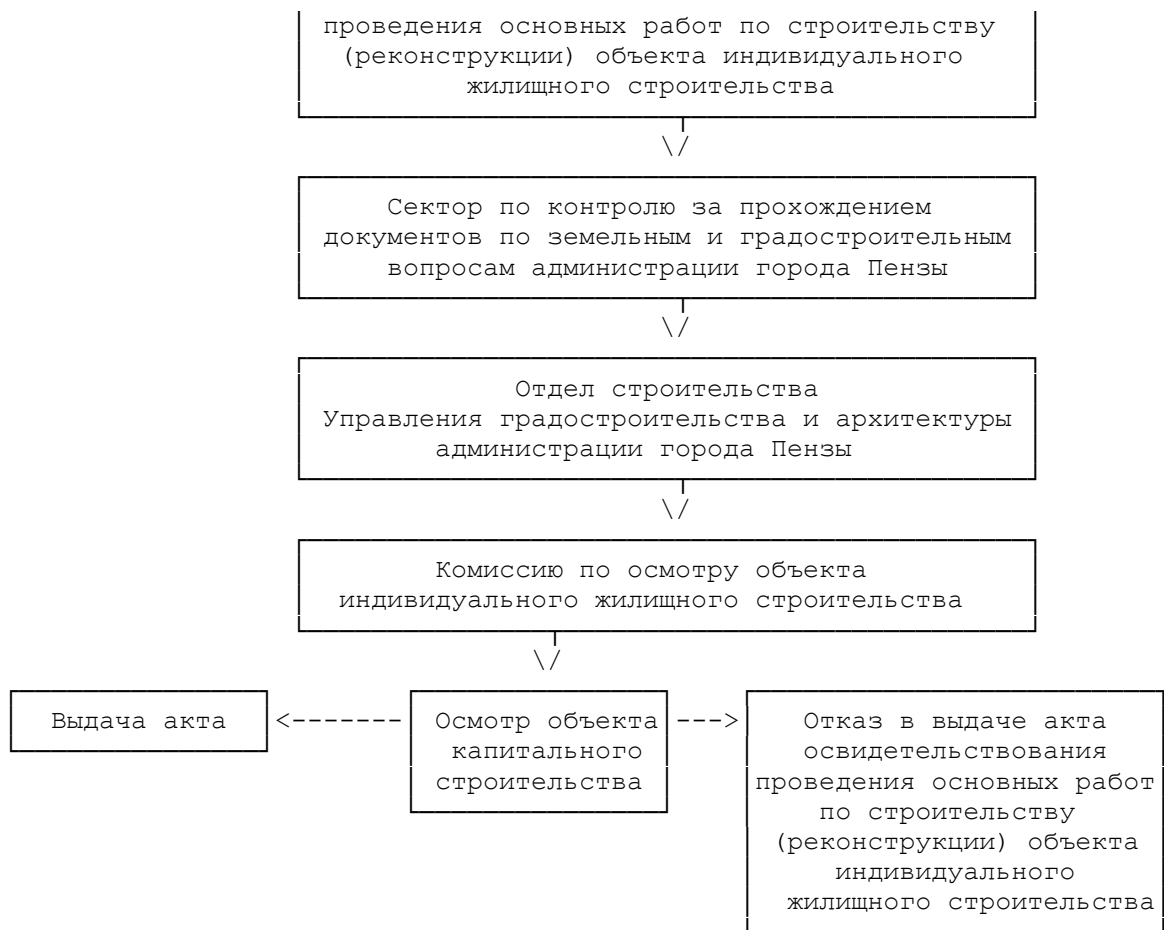 проведения основных работ по строительству
(реконструкции) объекта индивидуального
жилищного строительства
\/
Сектор по контролю за прохождением
документов по земельным и градостроительным
вопросам администрации города Пензы
\/
Отдел строительства
Управления градостроительства и архитектуры
администрации города Пензы
\/
Комиссию по осмотру объекта
индивидуального жилищного строительства
\/
Выдача акта
<-------
Осмотр объекта
капитального
строительства
--->
Отказ в выдаче акта
освидетельствования
проведения основных работ
по строительству
(реконструкции) объекта
индивидуального
жилищного строительства